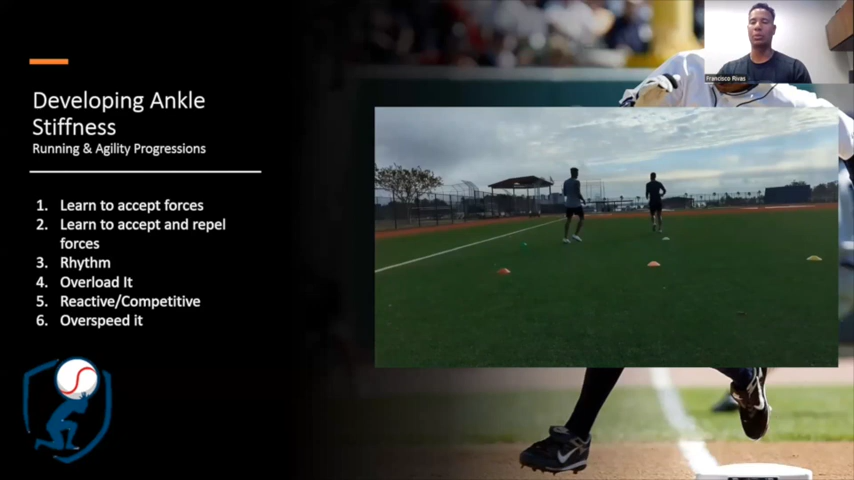 Francisco Rivas
Developing Ankle
Stiffness
Running & Agility Progressions
1. Learn to accept forces
2. Learn to accept and repel
forces
3. Rhythm
4. Overload It
5. Reactive/Competitive
6. Overspeed it